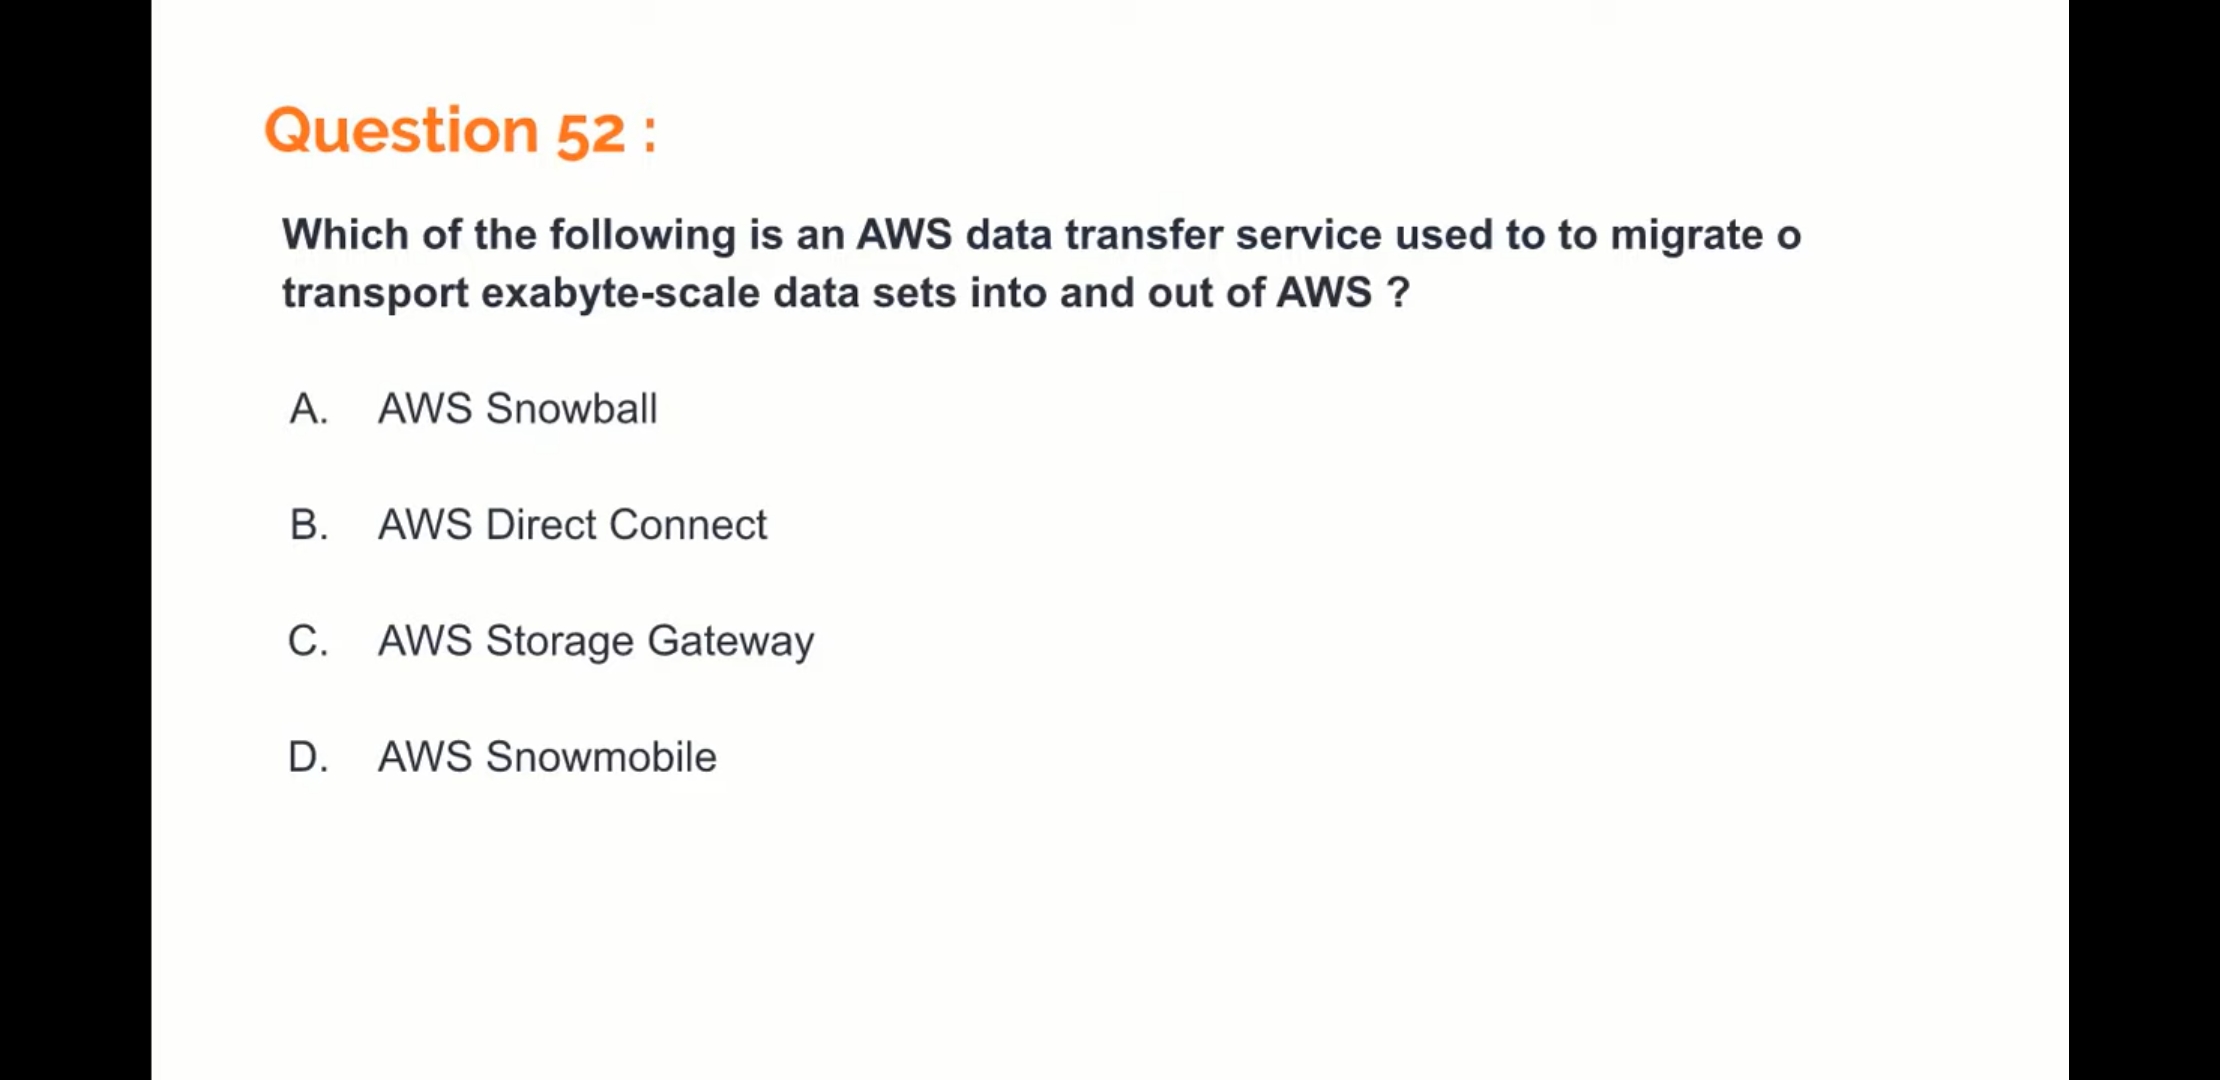 Question 52 :
Which of the following is an AWS data transfer service used to to migrate o
transport exabyte-scale data sets into and out of AWS ?
A. AWS Snowball
B. AWS Direct Connect
C. AWS Storage Gateway
D. AWS Snowmobile